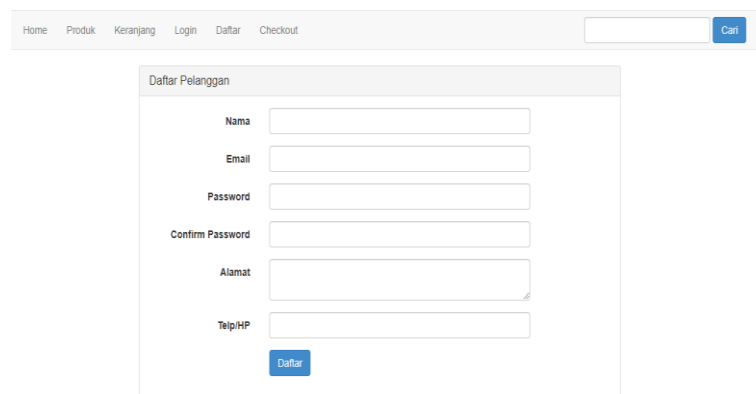 Home Produk Keranjang Login Daftar Checkout Cari
Daftar Pelanggan
Nama
Email
Password
Confirm Password
Alamat
Telp/HP
Daftar